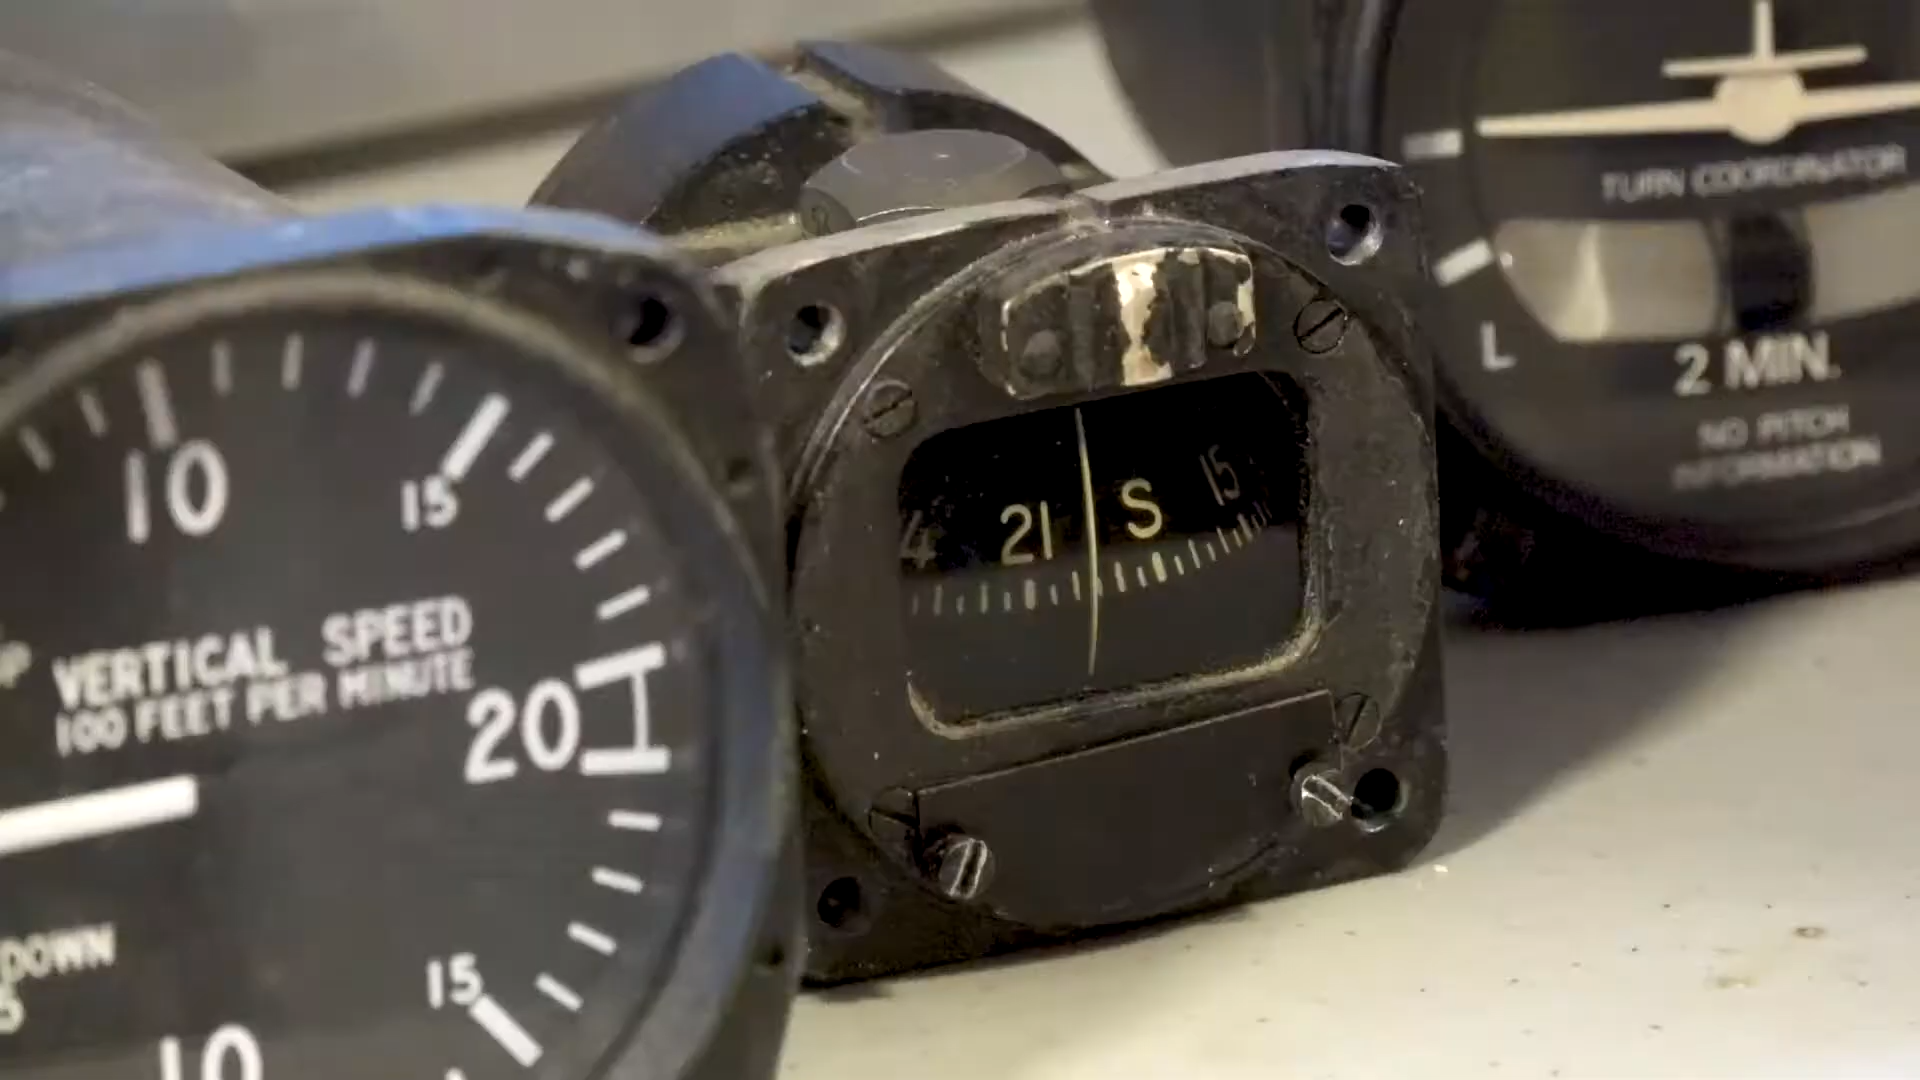 10
15
VERTICAL SPEED
100 FEET PER MINUTE
20
DOWN
15
10
21 S 15
TURN COORDINATOR
L
2 MIN.
NO PITCH
INFORMATION